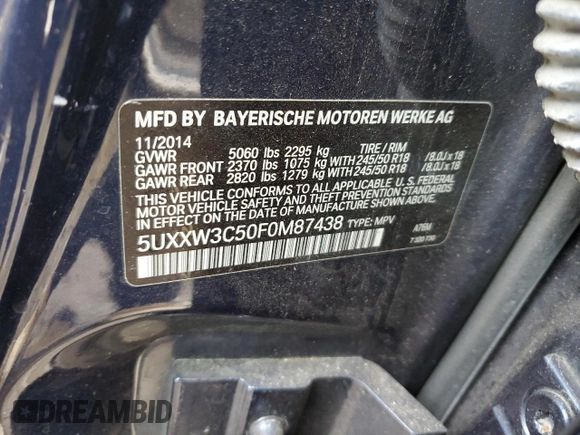 MFD BY BAYERISCHE MOTOREN WERKE AG
11/2014
GVWR 5060 lbs 2295 kg TIRE / RIM
GAWR FRONT 2370 lbs 1075 kg WITH 245/50 R18 / 8.0J x 18
GAWR REAR 2820 lbs 1279 kg WITH 245/50 R18 / 8.0J x 18
THIS VEHICLE CONFORMS TO ALL APPLICABLE U.S. FEDERAL
MOTOR VEHICLE SAFETY, BUMPER, AND THEFT PREVENTION STANDARDS
IN EFFECT ON THE DATE OF MANUFACTURE SHOWN ABOVE.
5UXXW3C50F0M87438 TYPE: MPV
A76M
DREAMBID